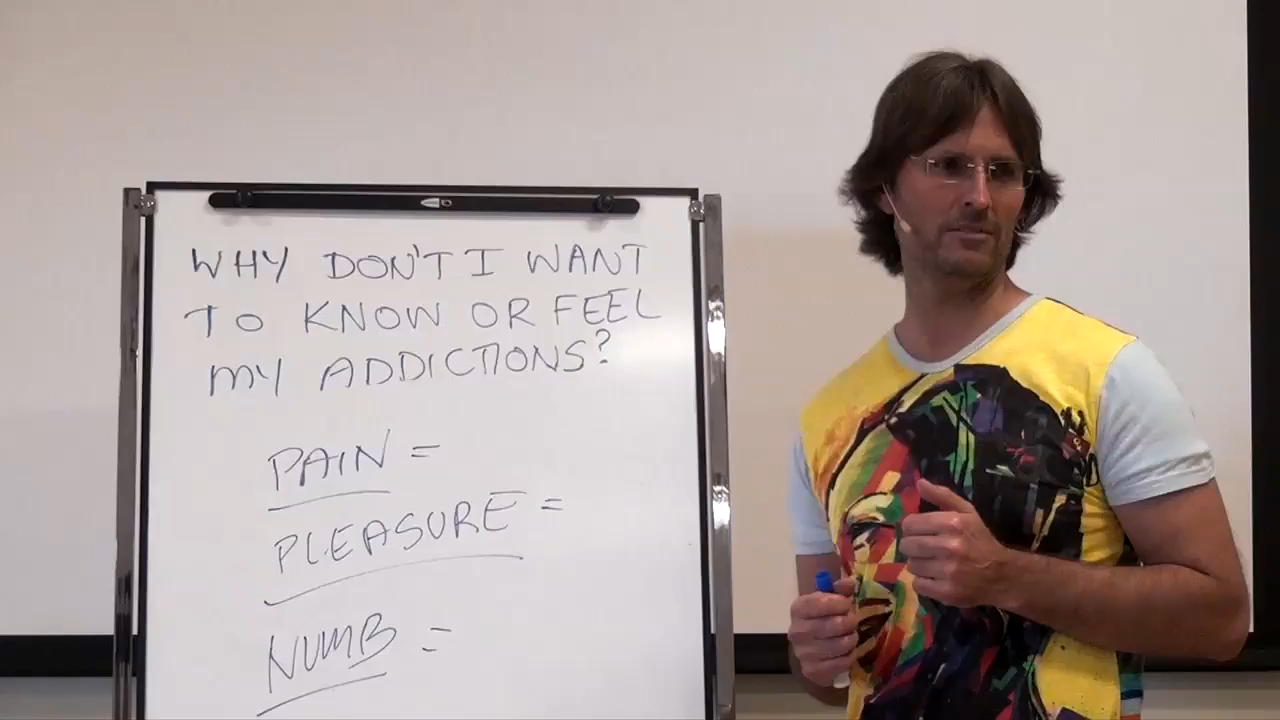 WHY DON'T I WANT
TO KNOW OR FEEL
MY ADDICTIONS?
PAIN =
PLEASURE =
NUMB =